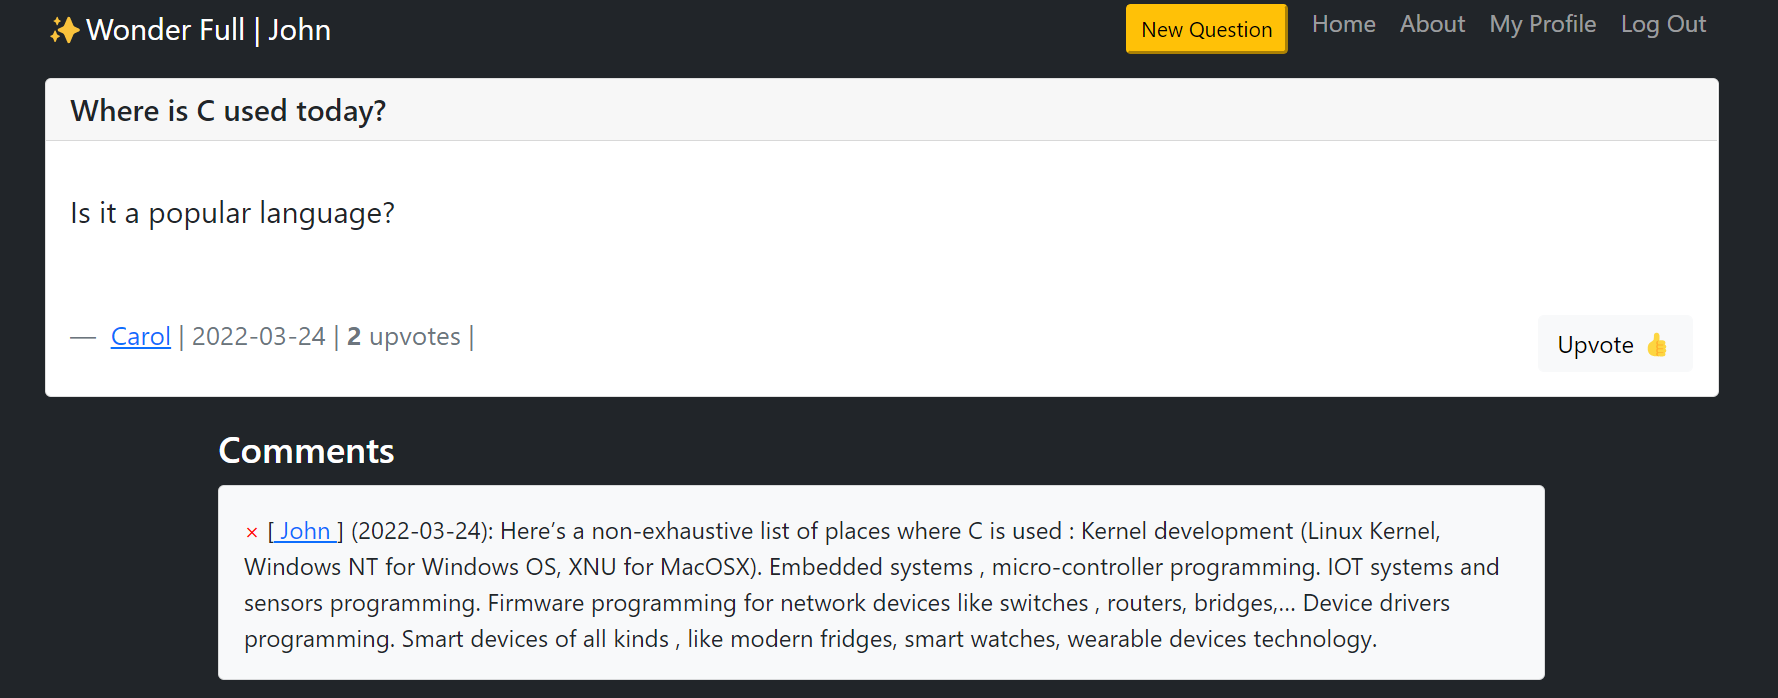 ✨Wonder Full | John
New Question Home About My Profile Log Out
Where is C used today?
Is it a popular language?
— Carol | 2022-03-24 | 2 upvotes |
Upvote 👍
Comments
× [ John ] (2022-03-24): Here’s a non-exhaustive list of places where C is used : Kernel development (Linux Kernel,
Windows NT for Windows OS, XNU for MacOSX). Embedded systems , micro-controller programming. IOT systems and
sensors programming. Firmware programming for network devices like switches , routers, bridges,... Device drivers
programming. Smart devices of all kinds , like modern fridges, smart watches, wearable devices technology.